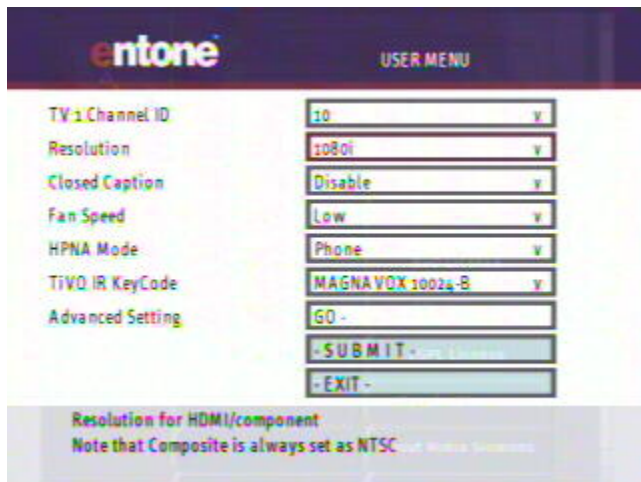 entone
USER MENU
TV 1 Channel ID 10 v
Resolution 1080i v
Closed Caption Disable v
Fan Speed Low v
HPNA Mode Phone v
TiVO IR KeyCode MAGNAVOX 10024-B v
Advanced Setting GO -
- S U B M I T -
- EXIT -
Resolution for HDMI/component
Note that Composite is always set as NTSC